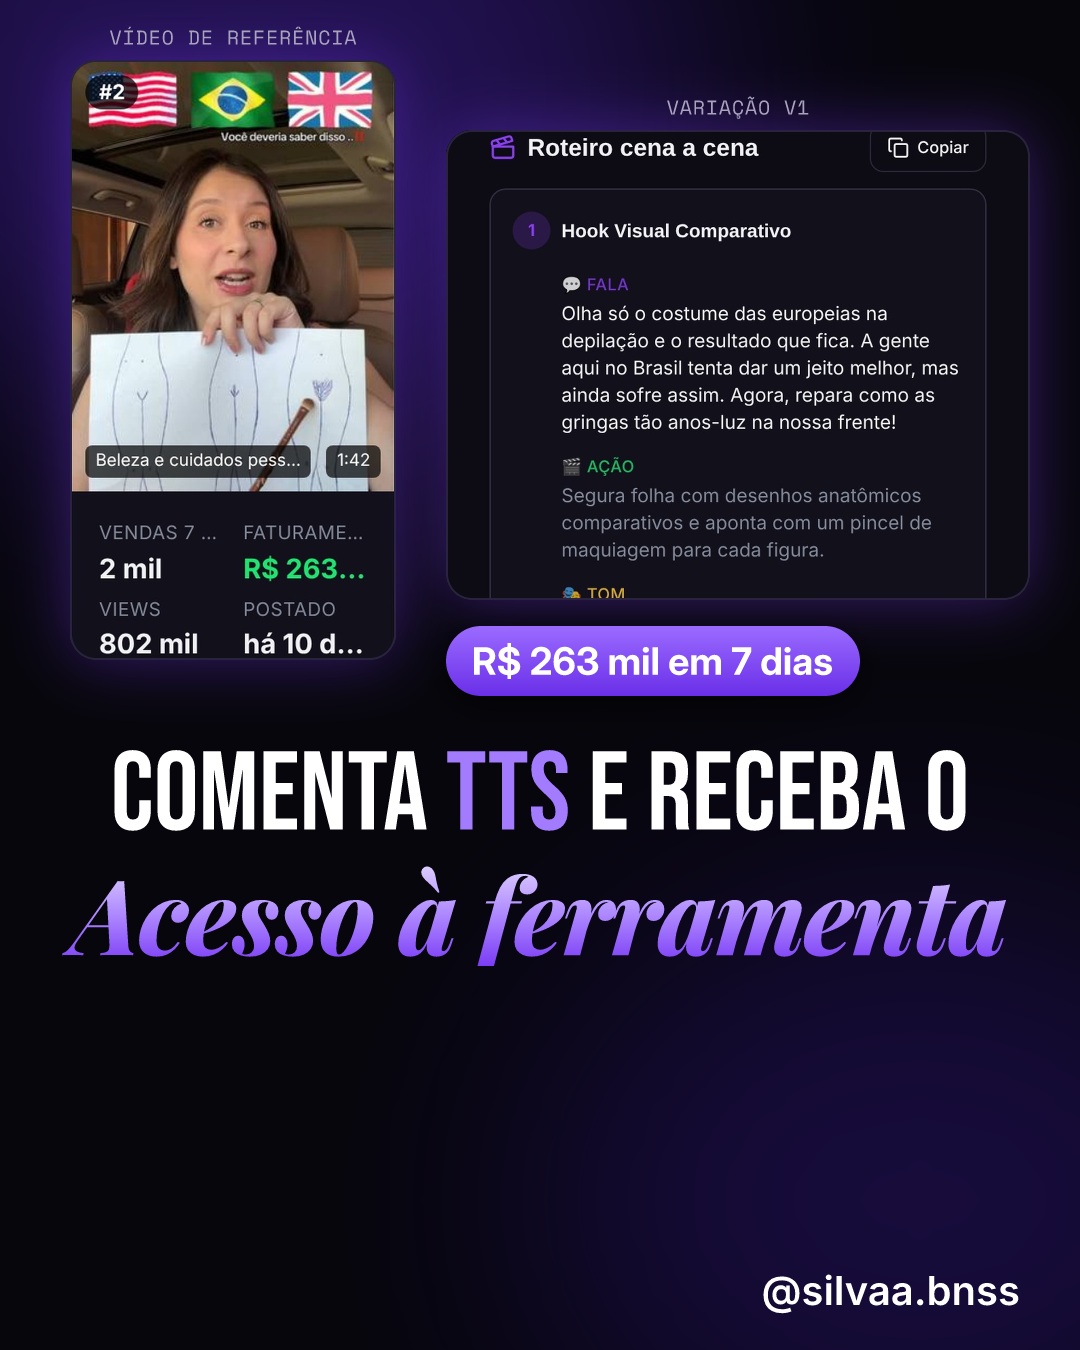 VÍDEO DE REFERÊNCIA
#2
Você deveria saber disso ..‼️
Beleza e cuidados pess...
1:42
VENDAS 7 ...
FATURAME...
2 mil
R$ 263...
VIEWS
POSTADO
802 mil
há 10 d...
VARIAÇÃO V1
Roteiro cena a cena
Copiar
1
Hook Visual Comparativo
💬 FALA
Olha só o costume das europeias na
depilação e o resultado que fica. A gente
aqui no Brasil tenta dar um jeito melhor, mas
ainda sofre assim. Agora, repara como as
gringas tão anos-luz na nossa frente!
🎬 AÇÃO
Segura folha com desenhos anatômicos
comparativos e aponta com um pincel de
maquiagem para cada figura.
🎭 TOM
R$ 263 mil em 7 dias
COMENTA TTS E RECEBA O
Acesso à ferramenta
@silvaa.bnss